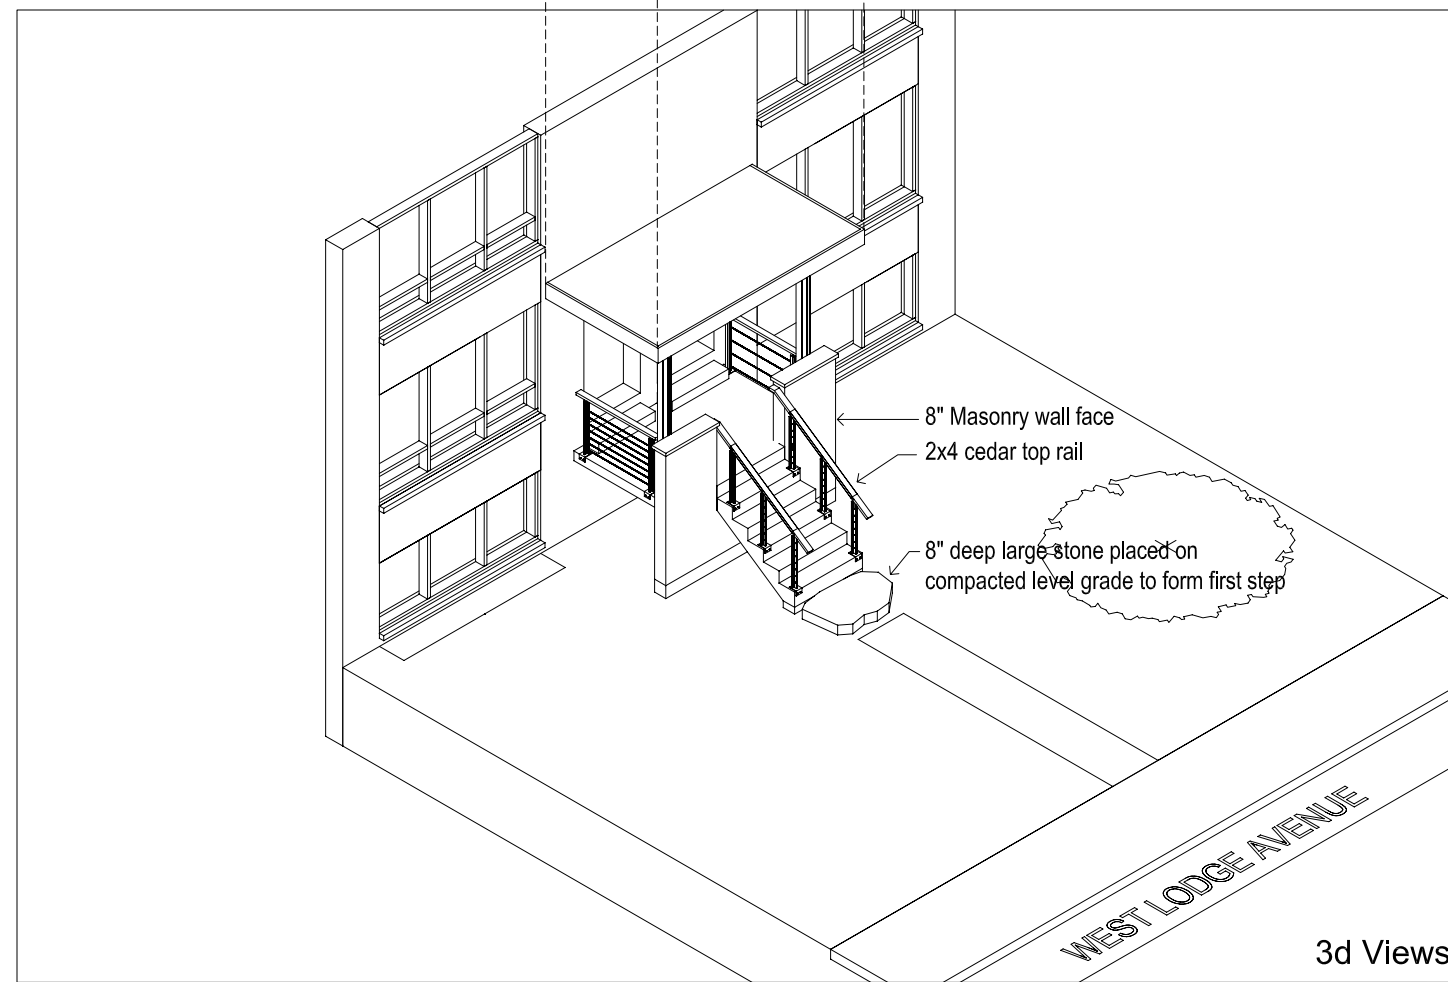 8" Masonry wall face
2x4 cedar top rail
8" deep large stone placed on
compacted level grade to form first step
WEST LODGE AVENUE
3d Views